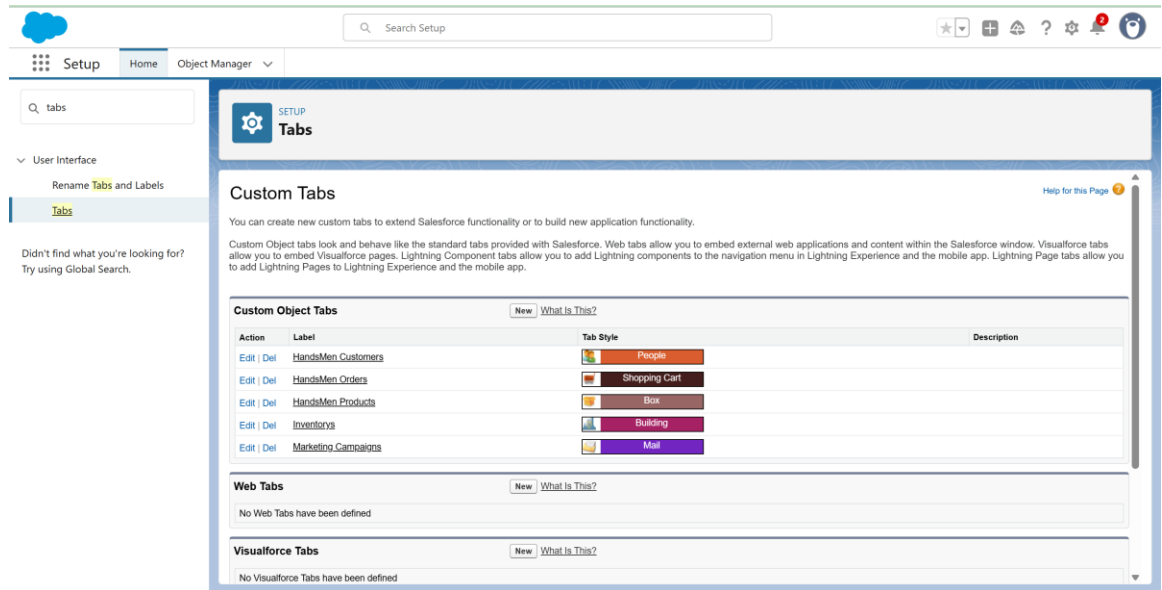 Search Setup
2
Setup
Home
Object Manager
tabs
User Interface
Rename Tabs and Labels
Tabs
Didn't find what you're looking for?
Try using Global Search.
SETUP
Tabs
Custom Tabs
Help for this Page
You can create new custom tabs to extend Salesforce functionality or to build new application functionality.
Custom Object tabs look and behave like the standard tabs provided with Salesforce. Web tabs allow you to embed external web applications and content within the Salesforce window. Visualforce tabs
allow you to embed Visualforce pages. Lightning Component tabs allow you to add Lightning components to the navigation menu in Lightning Experience and the mobile app. Lightning Page tabs allow you
to add Lightning Pages to Lightning Experience and the mobile app.
Custom Object Tabs New What Is This?
Action Label Tab Style Description
Edit | Del HandsMen Customers People
Edit | Del HandsMen Orders Shopping Cart
Edit | Del HandsMen Products Box
Edit | Del Inventorys Building
Edit | Del Marketing Campaigns Mail
Web Tabs New What Is This?
No Web Tabs have been defined
Visualforce Tabs New What Is This?
No Visualforce Tabs have been defined